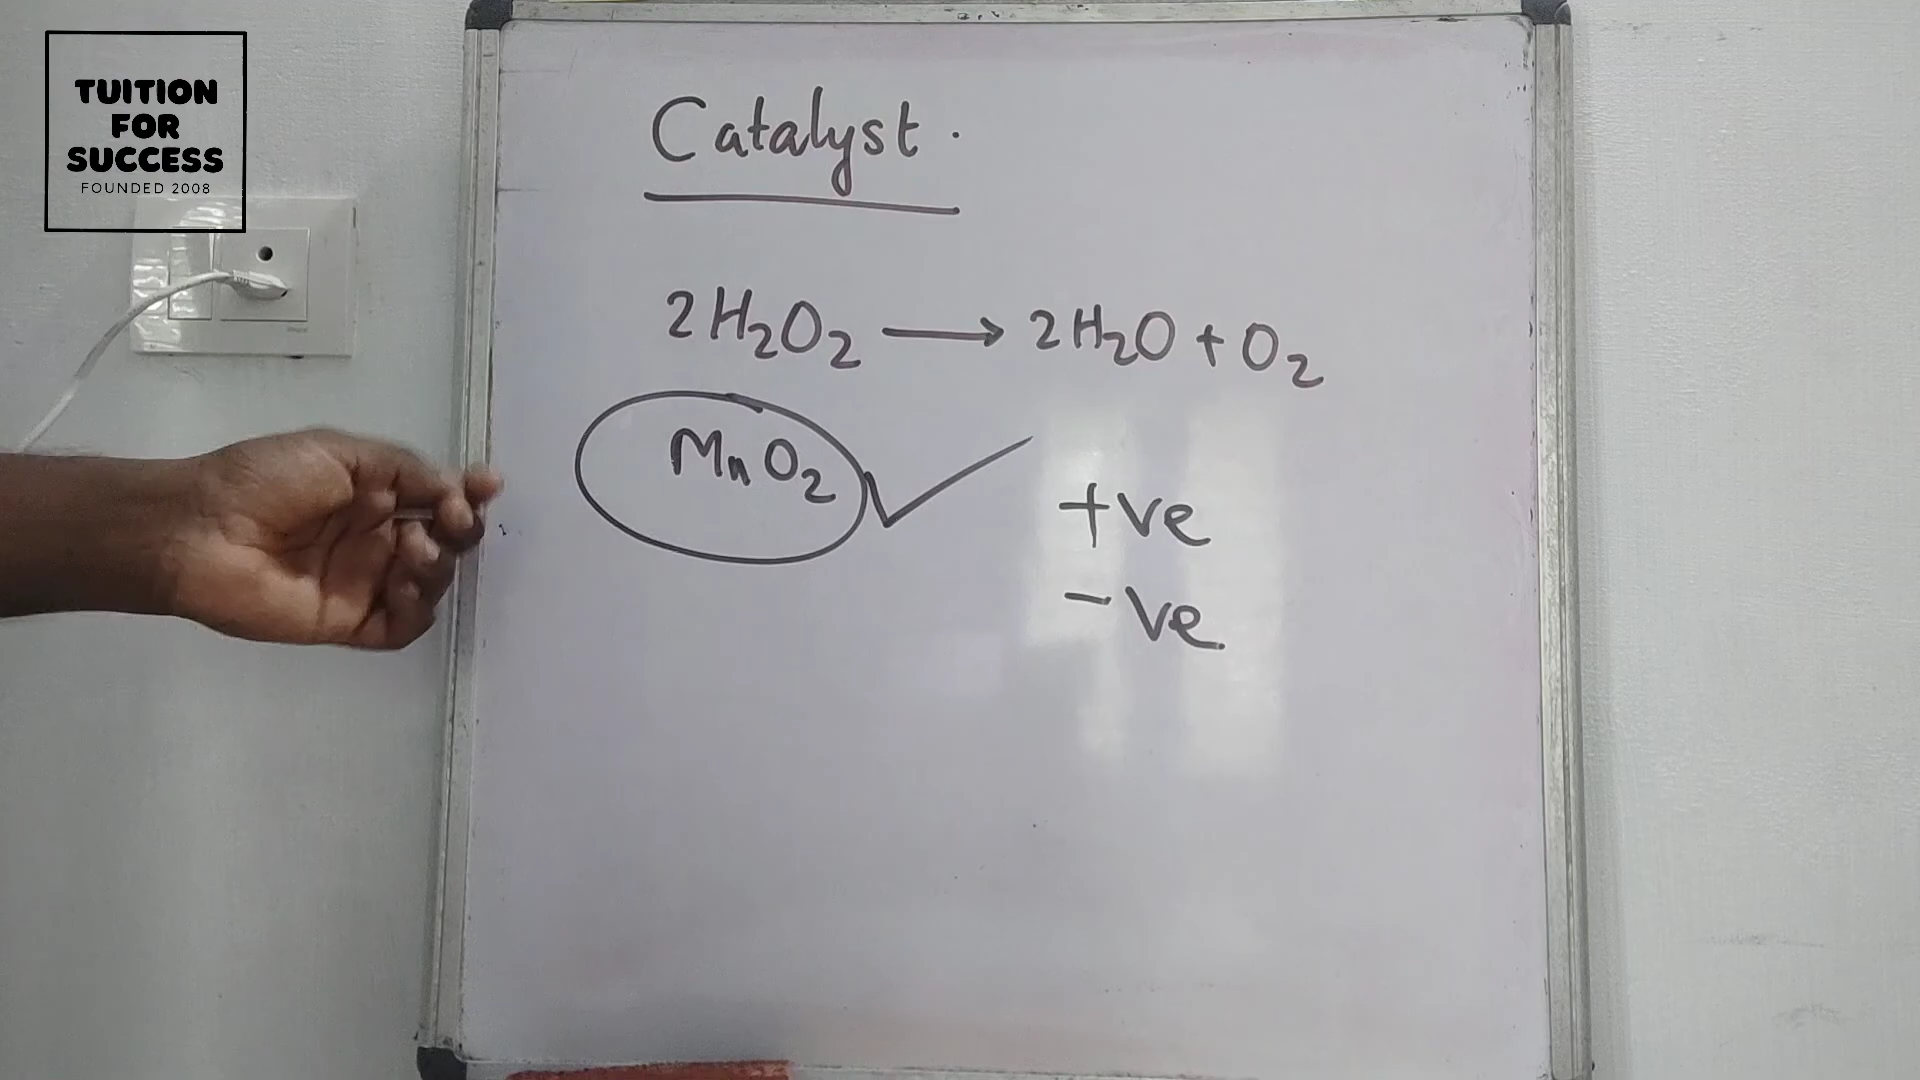 TUITION
FOR
SUCCESS
FOUNDED 2008
Catalyst.
2H₂O₂ → 2H₂O + O₂
MnO₂
+ve
-ve